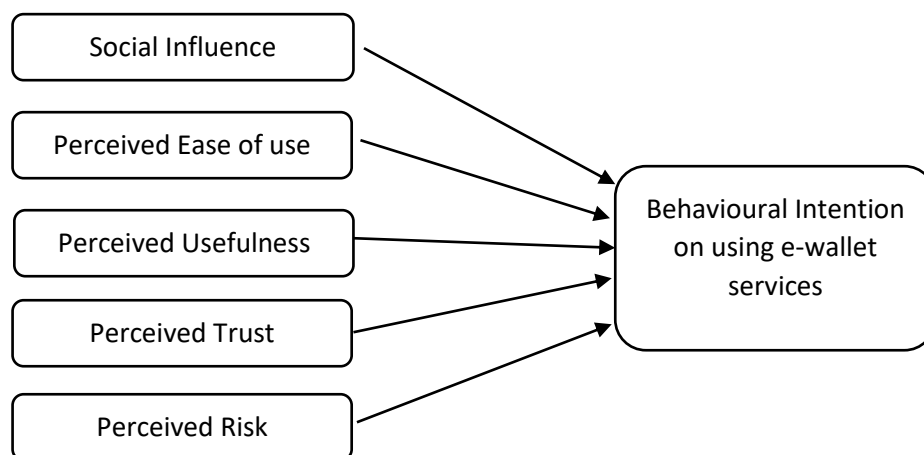 Social Influence
Perceived Ease of use
Perceived Usefulness
Perceived Trust
Perceived Risk
Behavioural Intention
on using e-wallet
services